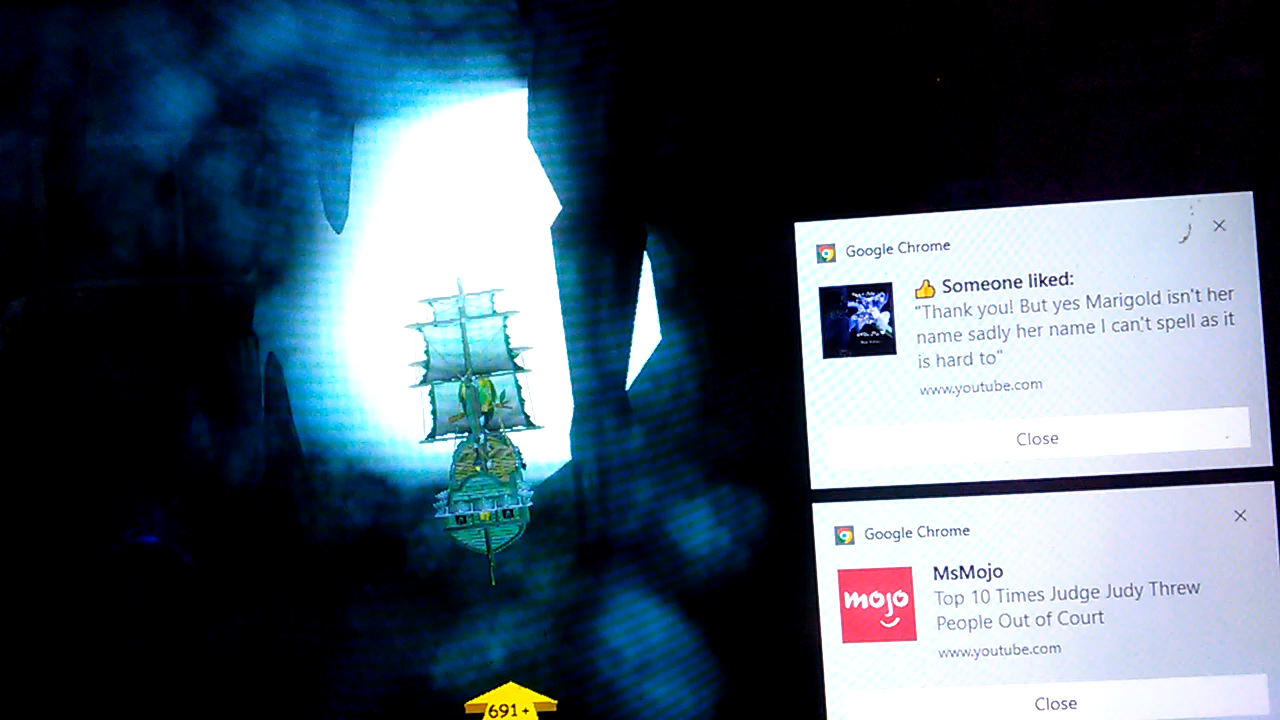 Google Chrome
👍 Someone liked:
"Thank you! But yes Marigold isn't her
name sadly her name I can't spell as it
is hard to"
www.youtube.com
Close
Google Chrome
mojo
MsMojo
Top 10 Times Judge Judy Threw
People Out of Court
www.youtube.com
Close
691+